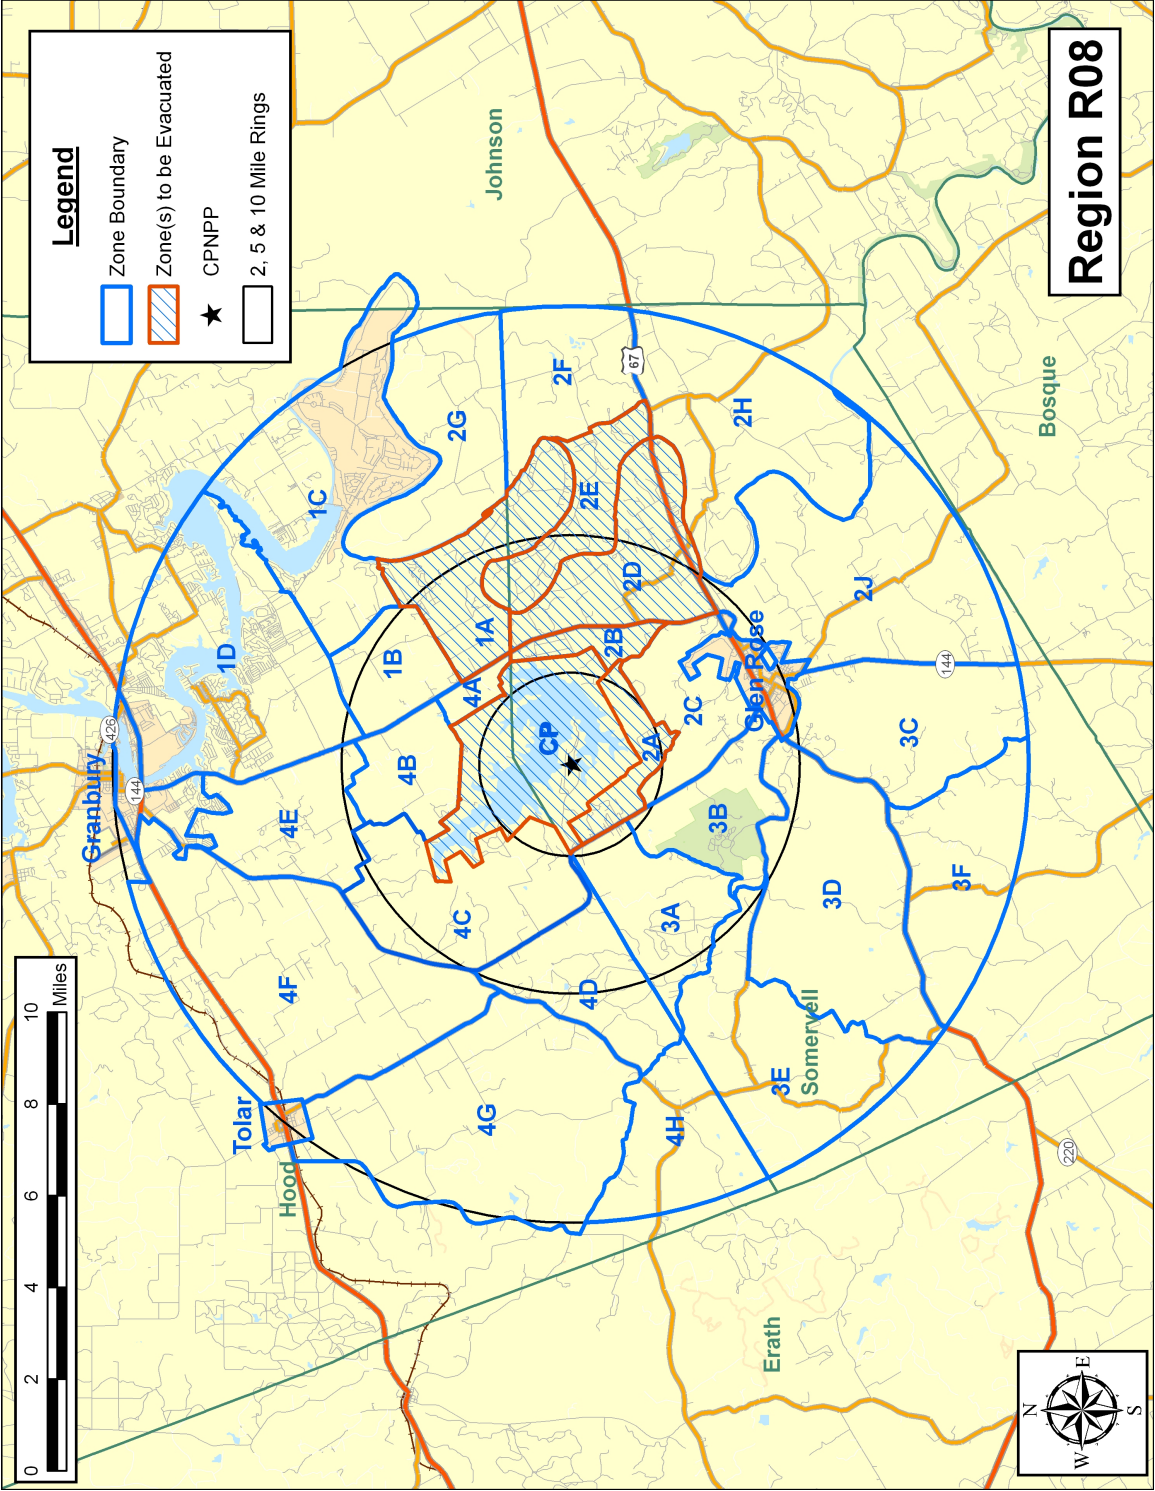 Legend
Zone Boundary
Zone(s) to be Evacuated
CPNPP
2, 5 & 10 Mile Rings
Region R08
0 2 4 6 8 10
Miles
N
W E
S
Granbury
Tolar
Glen Rose
Hood
Johnson
Bosque
Somervell
Erath
426
144
67
144
220
CP
1A
1B
1C
1D
2A
2B
2C
2D
2E
2F
2G
2H
2J
3A
3B
3C
3D
3E
3F
4A
4B
4C
4D
4E
4F
4G
4H